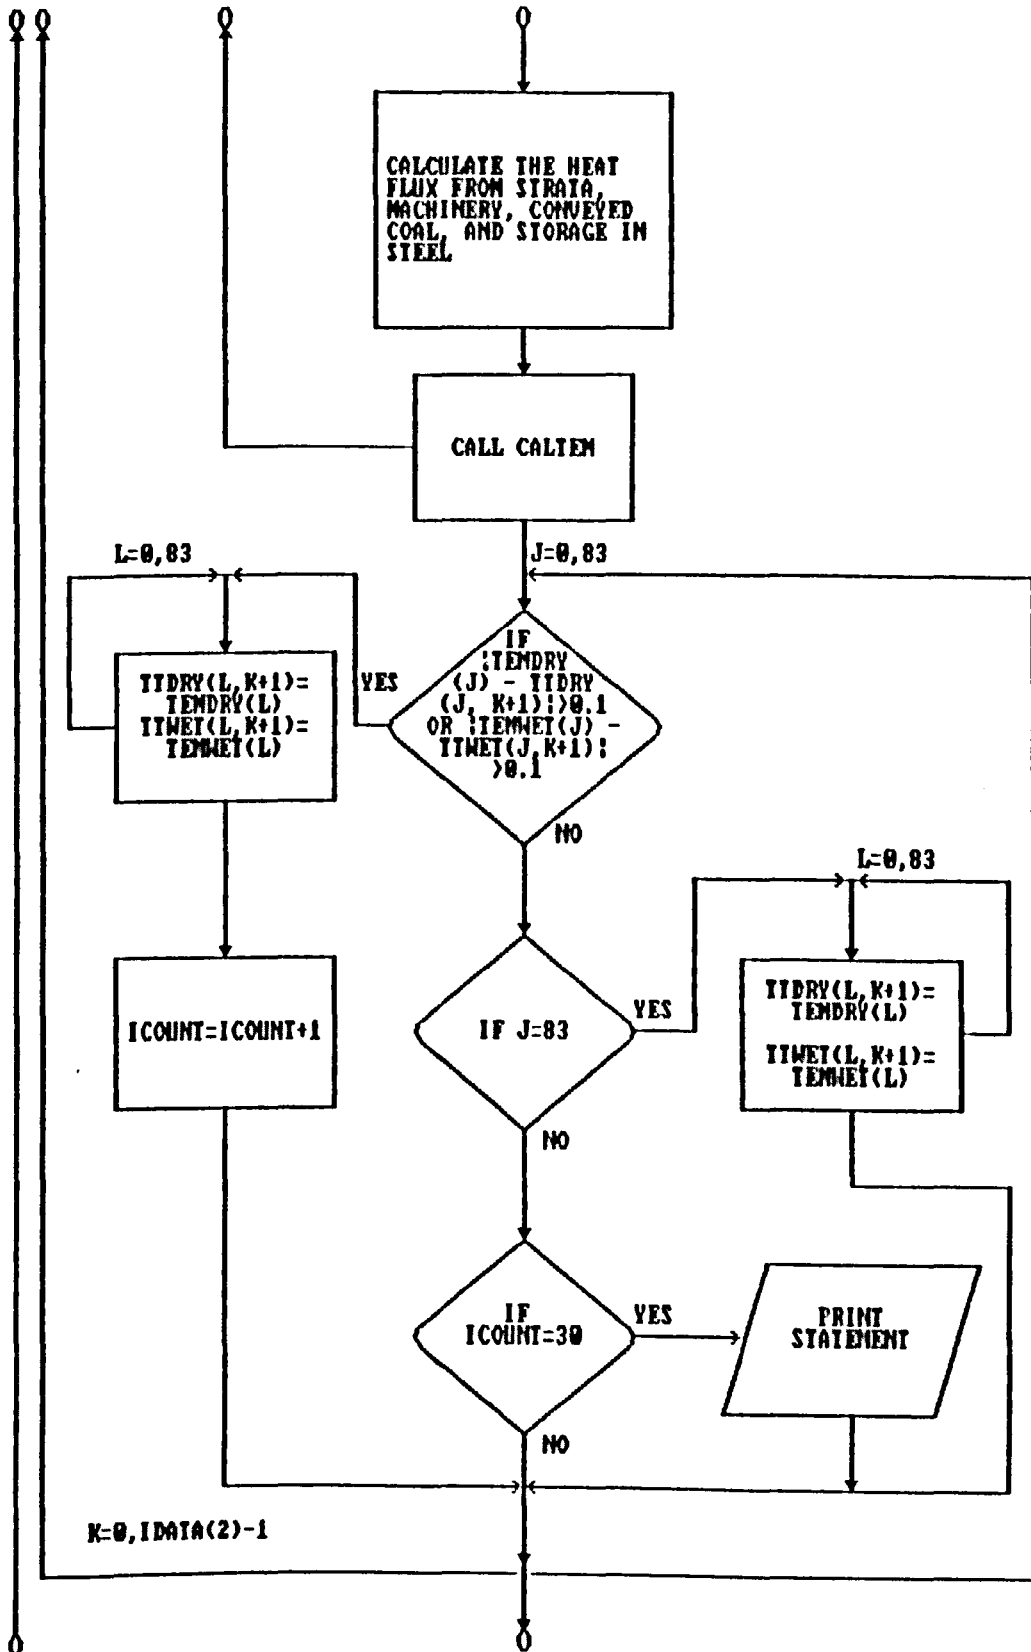 CALCULATE THE HEAT
FLUX FROM STRATA,
MACHINERY, CONVEYED
COAL, AND STORAGE IN
STEEL
CALL CALTEM
L=0,83
J=0,83
TTDRY(L,K+1)=
TEMDRY(L)
TTWET(L,K+1)=
TEMWET(L)
YES
IF
¦TEMDRY
(J) - TTDRY
(J, K+1)¦>0.1
OR ¦TEMWET(J) -
TTWET(J,K+1)¦
>0.1
NO
L=0,83
ICOUNT=ICOUNT+1
IF J=83
YES
TTDRY(L,K+1)=
TEMDRY(L)
TTWET(L,K+1)=
TEMWET(L)
NO
IF
ICOUNT=30
YES
PRINT
STATEMENT
NO
K=0,IDATA(2)-1